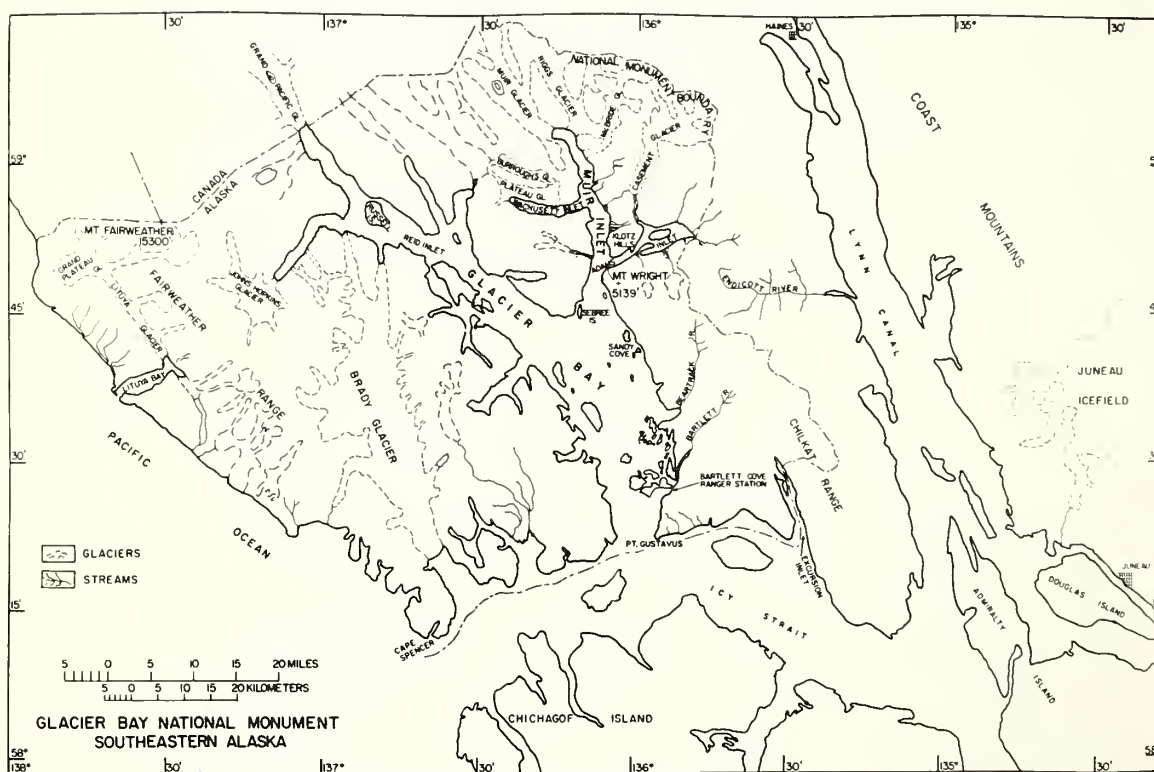 30'
137°
30'
136°
30'
135°
30'
HAINES
GRAND
PACIFIC GL.
MUIR GLACIER
RIGGS GLACIER
NATIONAL MONUMENT BOUNDARY
McBRIDE GL.
CASEMENT GLACIER
COAST
MOUNTAINS
59°
CANADA
ALASKA
BURROUGHS GL.
PLATEAU GL.
WACHUSETT INLET
MUIR INLET
KLOTZ
HILLS
ADAMS INLET
MT WRIGHT
5139'
MT FAIRWEATHER
15300'
GRAND
PLATEAU
GL.
RUSSELL
IS.
REID INLET
GLACIER
BAY
ENDICOTT RIVER
LYNN
CANAL
LITUYA
GLACIER
FAIRWEATHER
RANGE
JOHNS HOPKINS
GLACIER
45'
SEBREE
IS
SANDY
COVE
LITUYA BAY
BRADY
GLACIER
BEARTRACK R.
BARTLETT R.
JUNEAU
ICEFIELD
CHILKAT
RANGE
PACIFIC
OCEAN
30'
BARTLETT COVE
RANGER STATION
GLACIERS
STREAMS
PT. GUSTAVUS
EXCURSION
INLET
ICY STRAIT
JUNEAU
DOUGLAS
ISLAND
ADMIRALTY
ISLAND
15'
CAPE
SPENCER
5 0 5 10 15 20 MILES
5 0 5 10 15 20 KILOMETERS
CHICHAGOF ISLAND
GLACIER BAY NATIONAL MONUMENT
SOUTHEASTERN ALASKA
58°
58
138°
30'
137°
30'
136°
30'
135°
30'